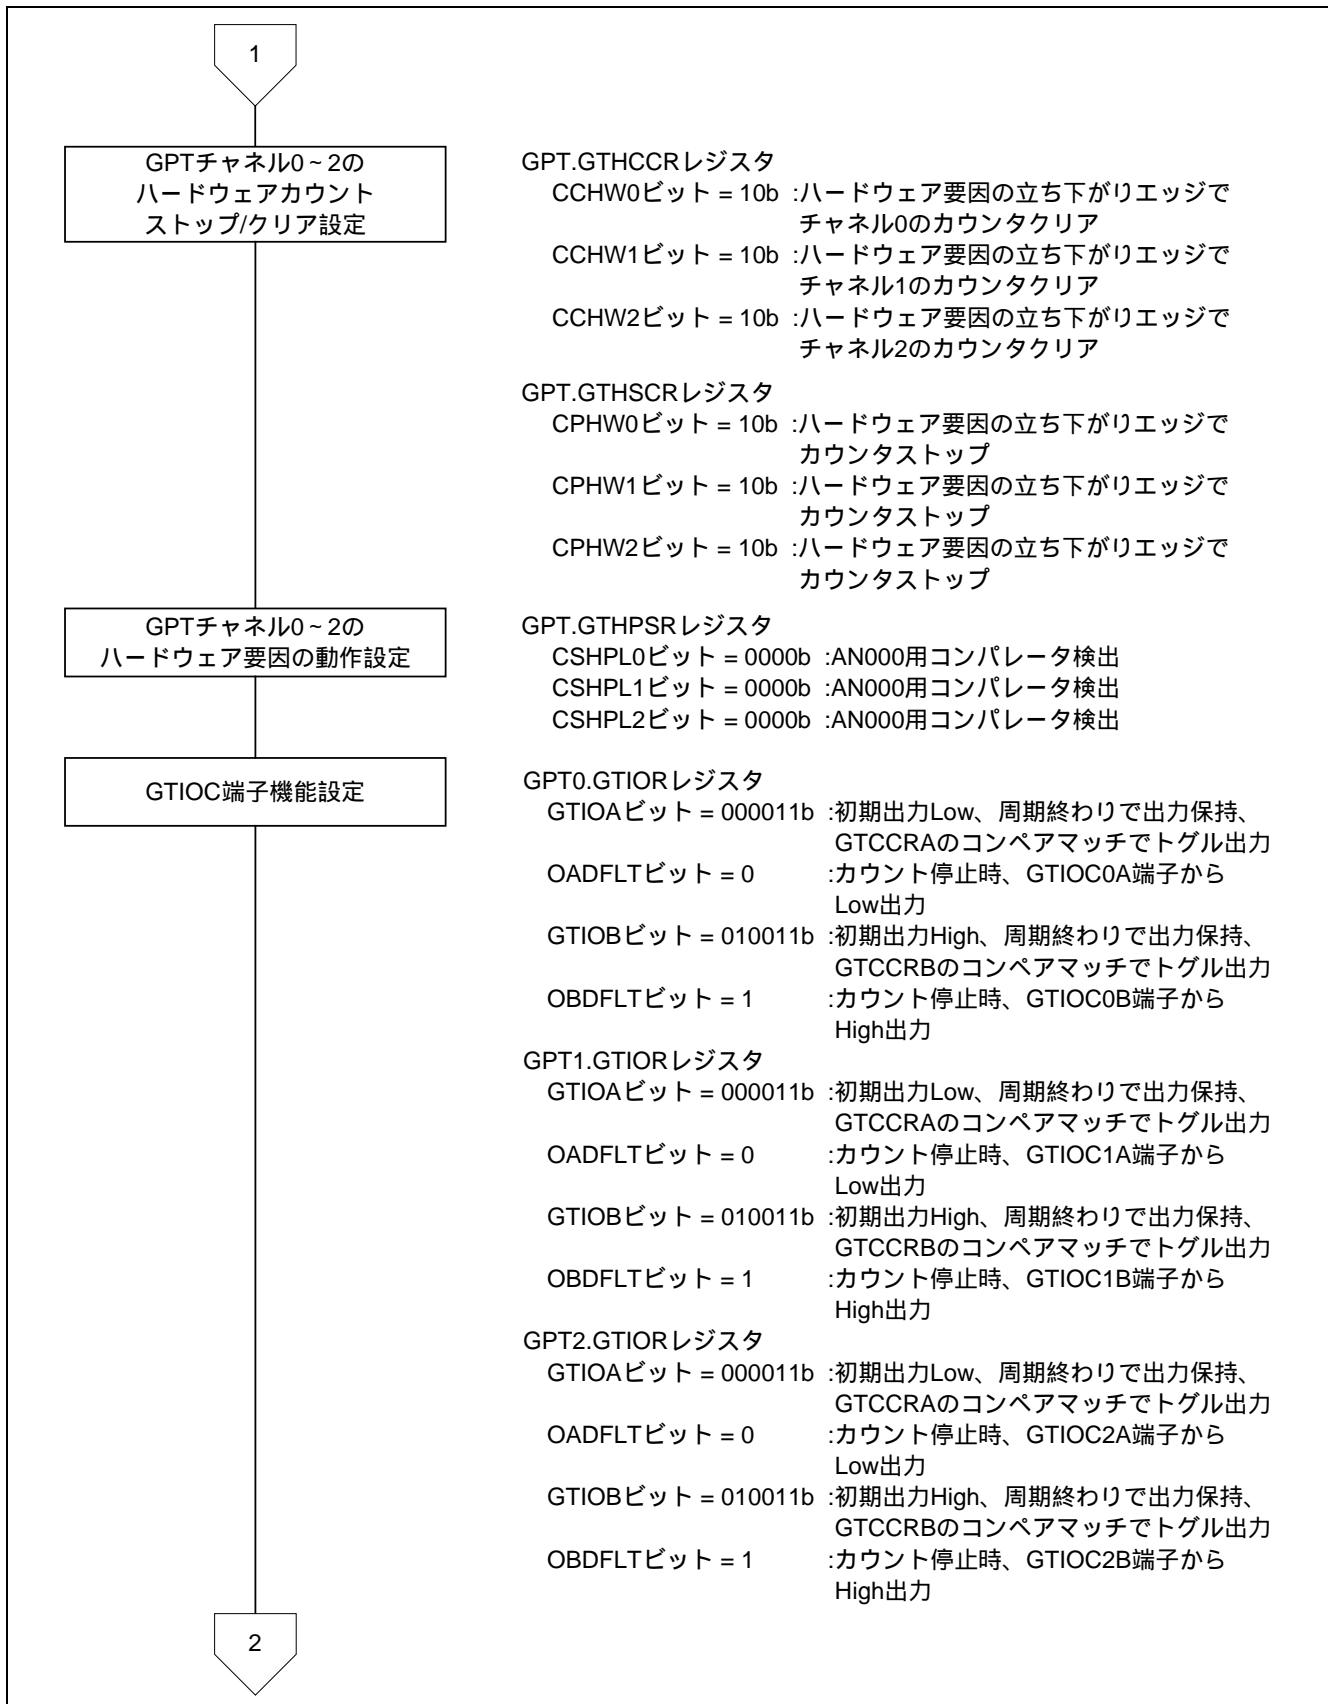 1
GPTチャネル0~2の
ハードウェアカウント
ストップ/クリア設定
GPT.GTHCCRレジスタ
CCHW0ビット = 10b :ハードウェア要因の立ち下がりエッジで
チャネル0のカウンタクリア
CCHW1ビット = 10b :ハードウェア要因の立ち下がりエッジで
チャネル1のカウンタクリア
CCHW2ビット = 10b :ハードウェア要因の立ち下がりエッジで
チャネル2のカウンタクリア
GPT.GTHSCRレジスタ
CPHW0ビット = 10b :ハードウェア要因の立ち下がりエッジで
カウンタストップ
CPHW1ビット = 10b :ハードウェア要因の立ち下がりエッジで
カウンタストップ
CPHW2ビット = 10b :ハードウェア要因の立ち下がりエッジで
カウンタストップ
GPTチャネル0~2の
ハードウェア要因の動作設定
GPT.GTHPSRレジスタ
CSHPL0ビット = 0000b :AN000用コンパレータ検出
CSHPL1ビット = 0000b :AN000用コンパレータ検出
CSHPL2ビット = 0000b :AN000用コンパレータ検出
GTIOC端子機能設定
GPT0.GTIORレジスタ
GTIOAビット = 000011b :初期出力Low、周期終わりで出力保持、
GTCCRAのコンペアマッチでトグル出力
OADFLTビット = 0 :カウント停止時、GTIOC0A端子から
Low出力
GTIOBビット = 010011b :初期出力High、周期終わりで出力保持、
GTCCRBのコンペアマッチでトグル出力
OBDFLTビット = 1 :カウント停止時、GTIOC0B端子から
High出力
GPT1.GTIORレジスタ
GTIOAビット = 000011b :初期出力Low、周期終わりで出力保持、
GTCCRAのコンペアマッチでトグル出力
OADFLTビット = 0 :カウント停止時、GTIOC1A端子から
Low出力
GTIOBビット = 010011b :初期出力High、周期終わりで出力保持、
GTCCRBのコンペアマッチでトグル出力
OBDFLTビット = 1 :カウント停止時、GTIOC1B端子から
High出力
GPT2.GTIORレジスタ
GTIOAビット = 000011b :初期出力Low、周期終わりで出力保持、
GTCCRAのコンペアマッチでトグル出力
OADFLTビット = 0 :カウント停止時、GTIOC2A端子から
Low出力
GTIOBビット = 010011b :初期出力High、周期終わりで出力保持、
GTCCRBのコンペアマッチでトグル出力
OBDFLTビット = 1 :カウント停止時、GTIOC2B端子から
High出力
2